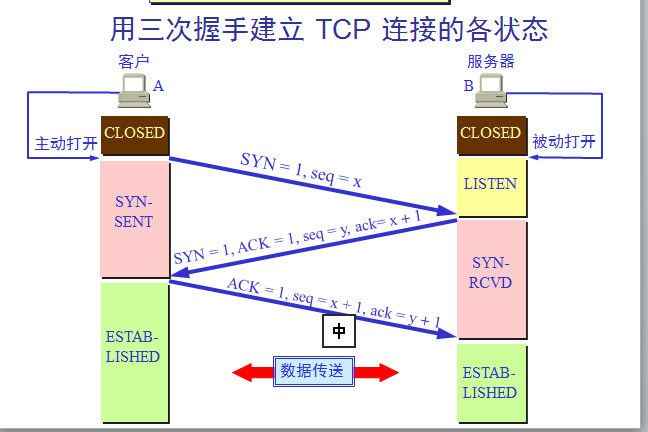 用三次握手建立 TCP 连接的各状态
客户
服务器
A
B
CLOSED
CLOSED
主动打开
被动打开
SYN = 1, seq = x
LISTEN
SYN-
SENT
SYN = 1, ACK = 1, seq = y, ack= x + 1
SYN-
RCVD
ACK = 1, seq = x + 1, ack = y + 1
中
ESTAB-
LISHED
数据传送
ESTAB-
LISHED